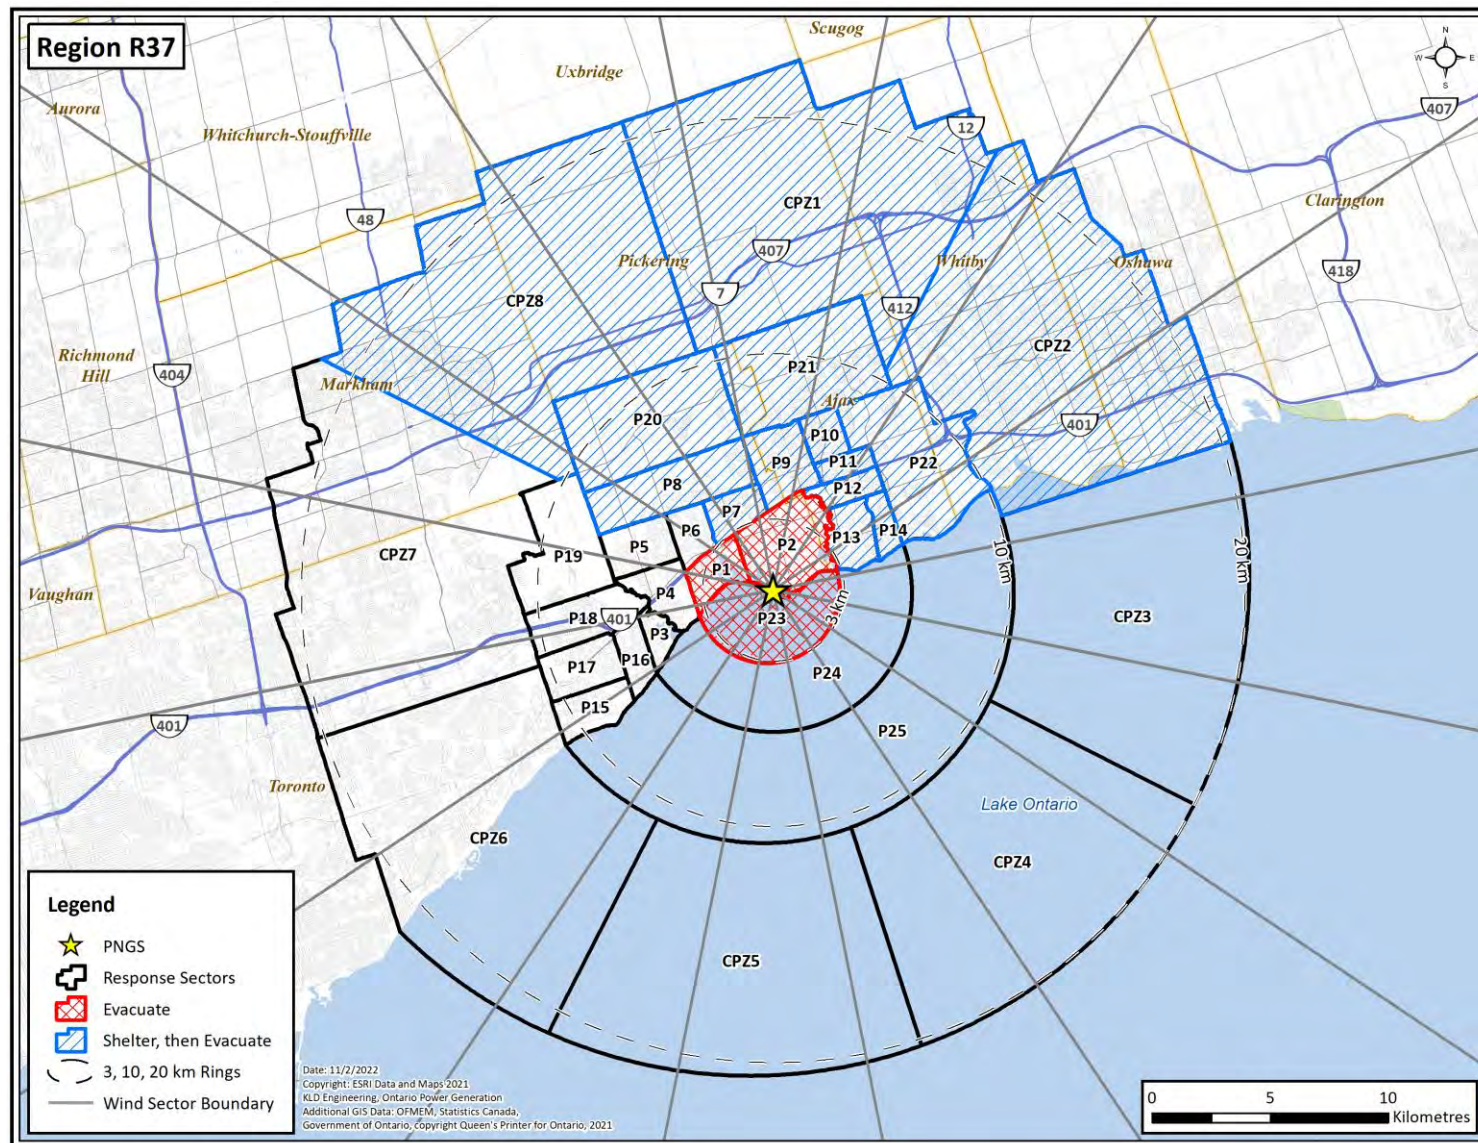 Region R37
Scugog
Uxbridge
N
W E
S
Aurora
Whitchurch-Stouffville
12
407
48
CPZ1
Clarington
407
Pickering
Whitby
Oshawa
418
7
CPZ8
412
Richmond
Hill
404
Markham
CPZ2
P21
Ajax
P20
401
P10
P9
P11
P22
P8
P12
P7
P6
P14
P13
P5
P2
10 km
20 km
CPZ7
P19
P1
Vaughan
P4
3 km
P18
401
P23
CPZ3
P3
P16
P17
P24
P15
401
P25
Toronto
Lake Ontario
CPZ6
CPZ4
CPZ5
Legend
PNGS
Response Sectors
Evacuate
Shelter, then Evacuate
3, 10, 20 km Rings
Wind Sector Boundary
Date: 11/2/2022
Copyright: ESRI Data and Maps 2021
KLD Engineering, Ontario Power Generation
Additional GIS Data: OFMEM, Statistics Canada,
Government of Ontario, copyright Queen's Printer for Ontario, 2021
0 5 10
Kilometres